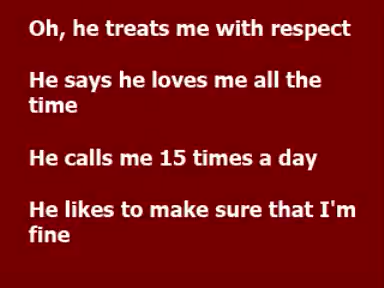 Oh, he treats me with respect
He says he loves me all the
time
He calls me 15 times a day
He likes to make sure that I'm
fine